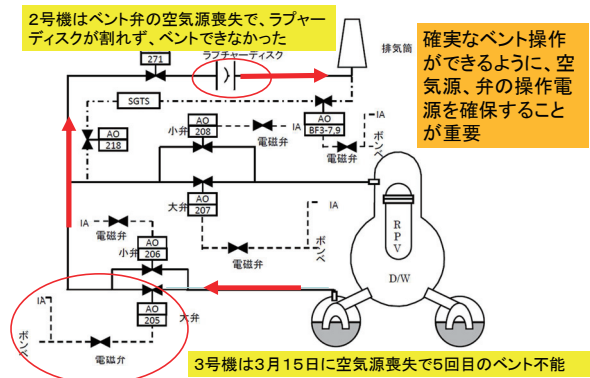 2号機はベント弁の空気源喪失で、ラプチャー
ディスクが割れず、ベントできなかった
271
ラプチャーディスク
排気筒
確実なベント操作
ができるように、空
気源、弁の操作電
源を確保すること
が重要
SGTS
AO
218
小弁
AO
208
IA
電磁弁
AO
BF3-7,9
IA
電磁弁
ボンベ
大弁
AO
207
IA
電磁弁
ボンベ
RPV
D/W
IA
電磁弁
小弁
AO
206
IA
AO
205
大弁
ボンベ
電磁弁
3号機は3月15日に空気源喪失で5回目のベント不能